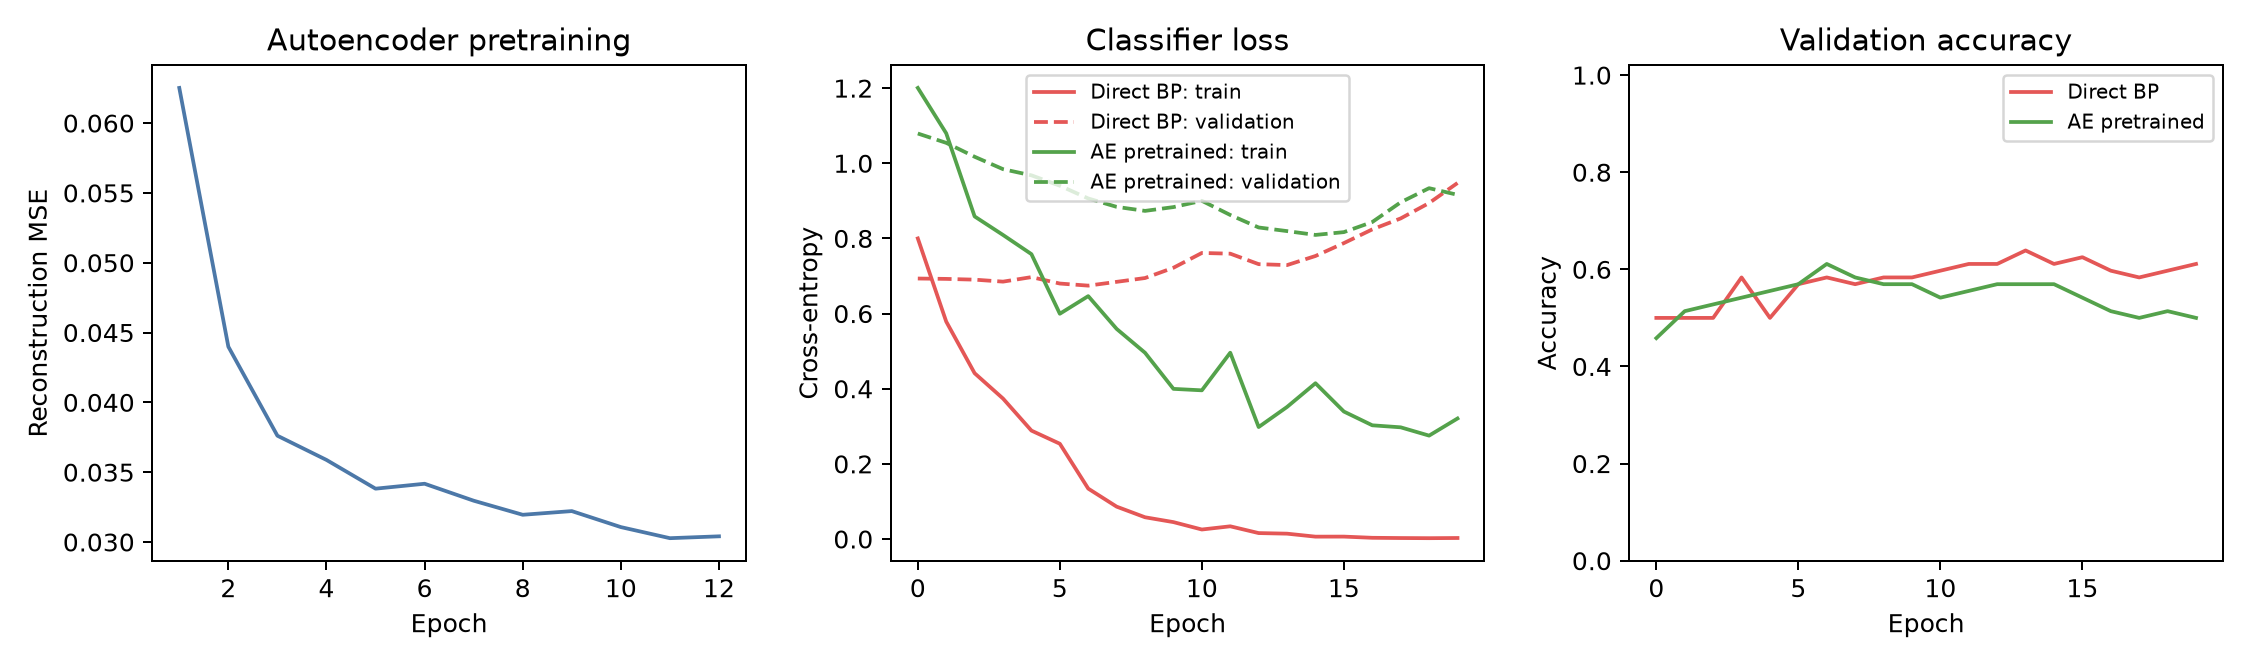 Autoencoder pretraining
Reconstruction MSE
0.060
0.055
0.050
0.045
0.040
0.035
0.030
2 4 6 8 10 12
Epoch
Classifier loss
Cross-entropy
1.2
1.0
0.8
0.6
0.4
0.2
0.0
Direct BP: train
Direct BP: validation
AE pretrained: train
AE pretrained: validation
0 5 10 15
Epoch
Validation accuracy
Accuracy
1.0
0.8
0.6
0.4
0.2
0.0
Direct BP
AE pretrained
0 5 10 15
Epoch